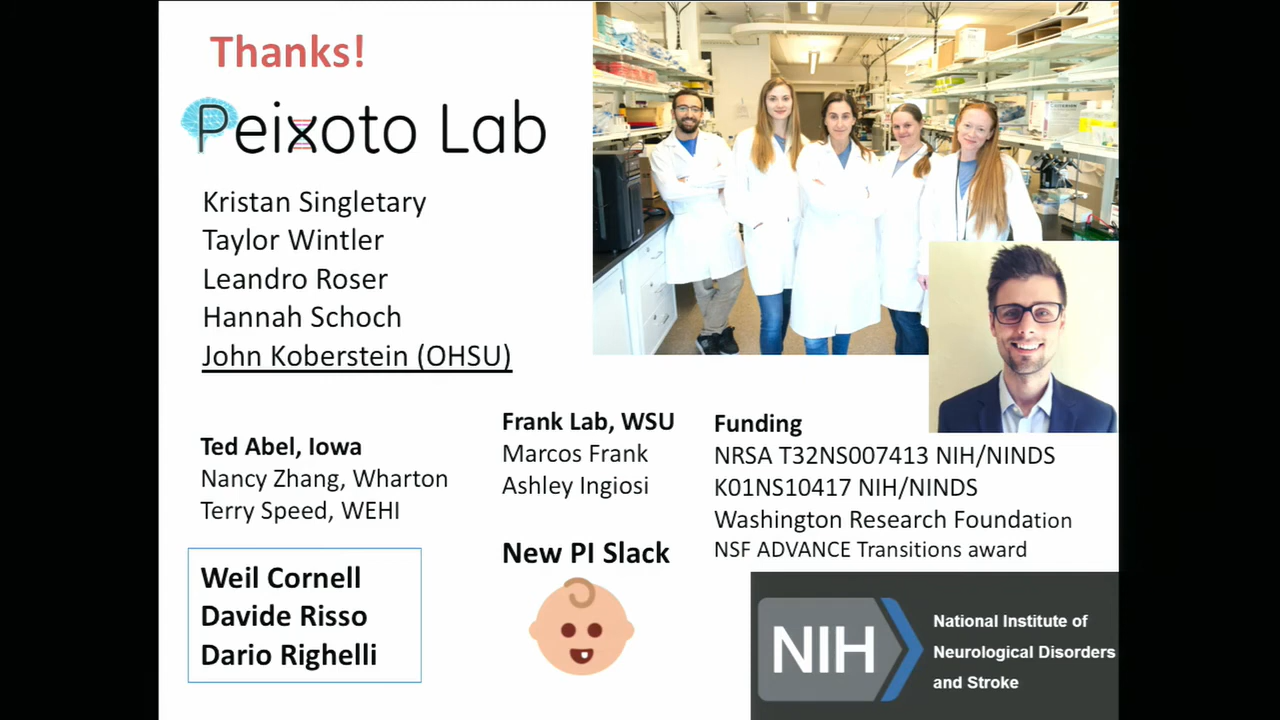 Thanks!
Peixoto Lab
Kristan Singletary
Taylor Wintler
Leandro Roser
Hannah Schoch
John Koberstein (OHSU)
Ted Abel, Iowa
Nancy Zhang, Wharton
Terry Speed, WEHI
Weil Cornell
Davide Risso
Dario Righelli
Frank Lab, WSU
Marcos Frank
Ashley Ingiosi
New PI Slack
Funding
NRSA T32NS007413 NIH/NINDS
K01NS10417 NIH/NINDS
Washington Research Foundation
NSF ADVANCE Transitions award
NIH
National Institute of
Neurological Disorders
and Stroke